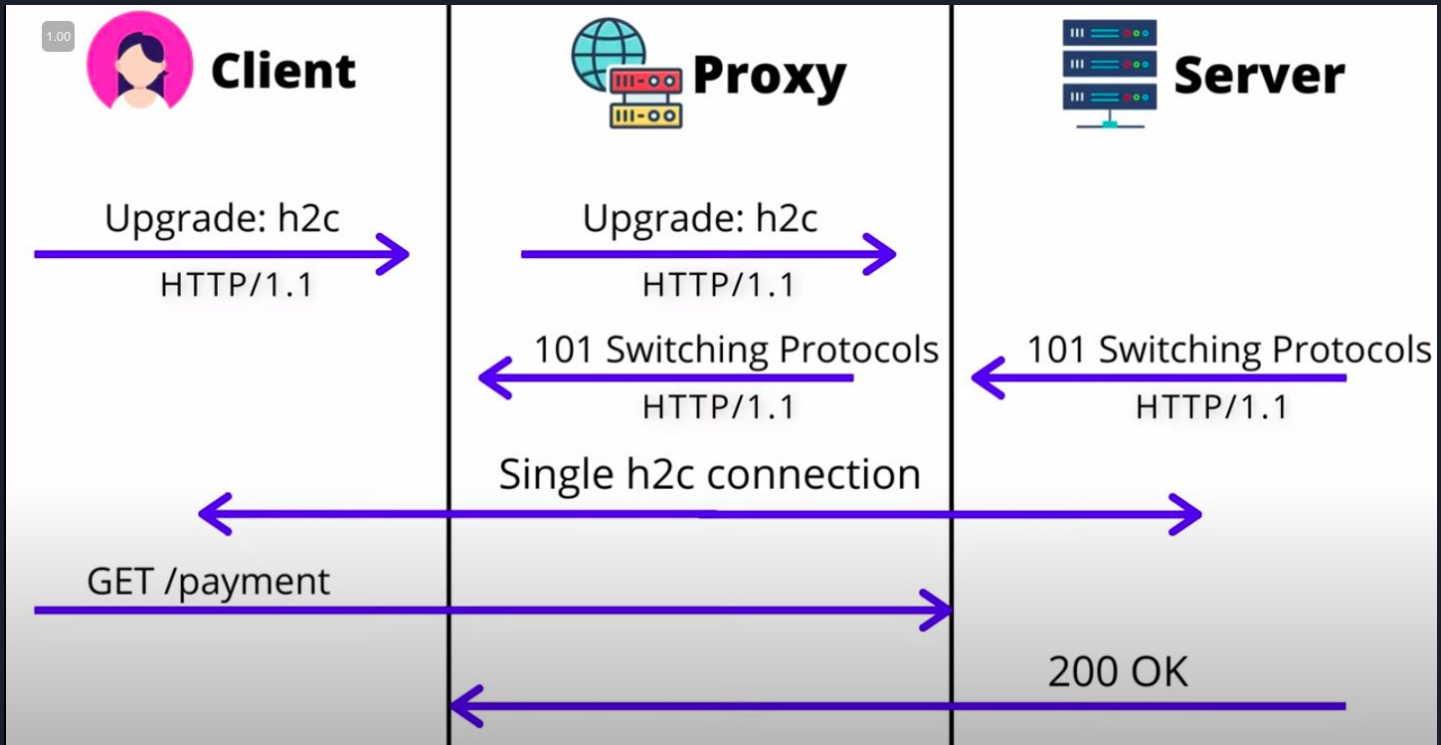 1.00
Client
Proxy
Server
Upgrade: h2c
HTTP/1.1
Upgrade: h2c
HTTP/1.1
101 Switching Protocols
HTTP/1.1
101 Switching Protocols
HTTP/1.1
Single h2c connection
GET /payment
200 OK